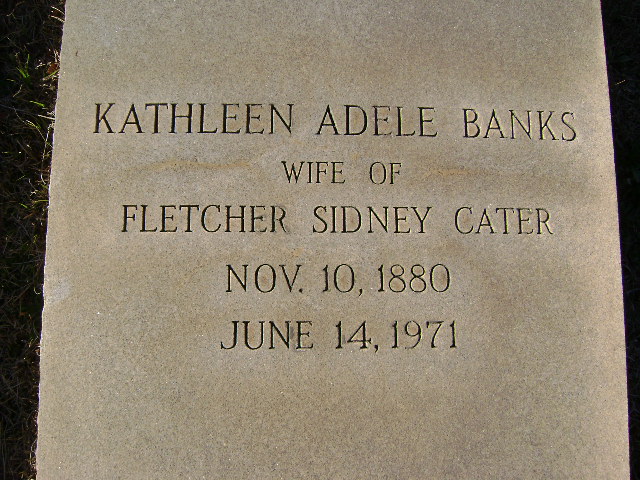 KATHLEEN ADELE BANKS
WIFE OF
FLETCHER SIDNEY CATER
NOV. 10, 1880
JUNE 14, 1971